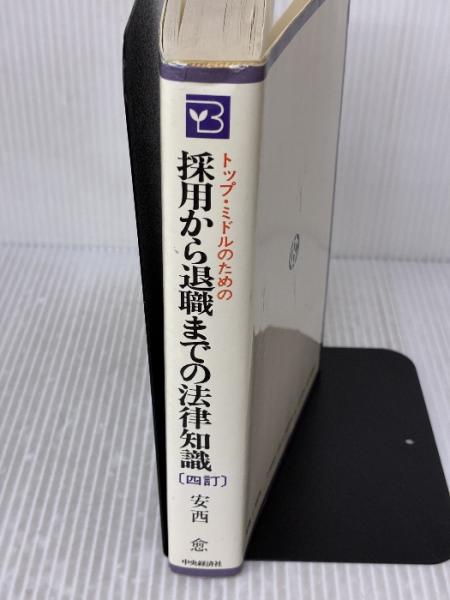 トップ・ミドルのための
採用から退職までの法律知識
〔四訂〕
安西 愈
中央経済社